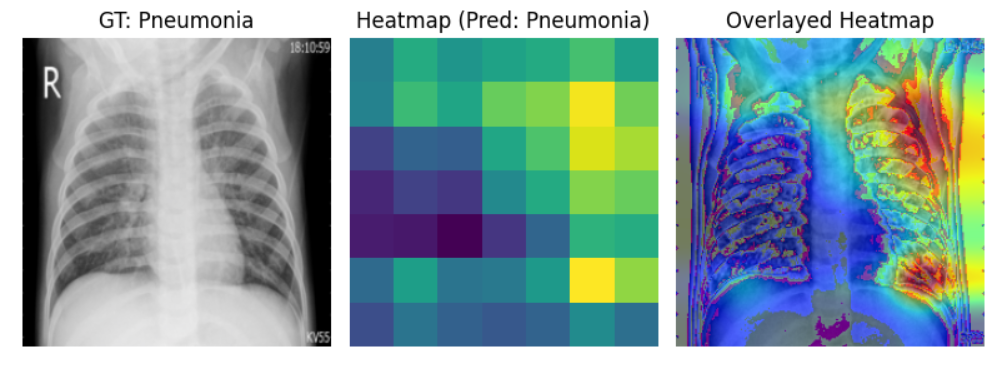 GT: Pneumonia
Heatmap (Pred: Pneumonia)
Overlayed Heatmap
18:10:59
R
KV55